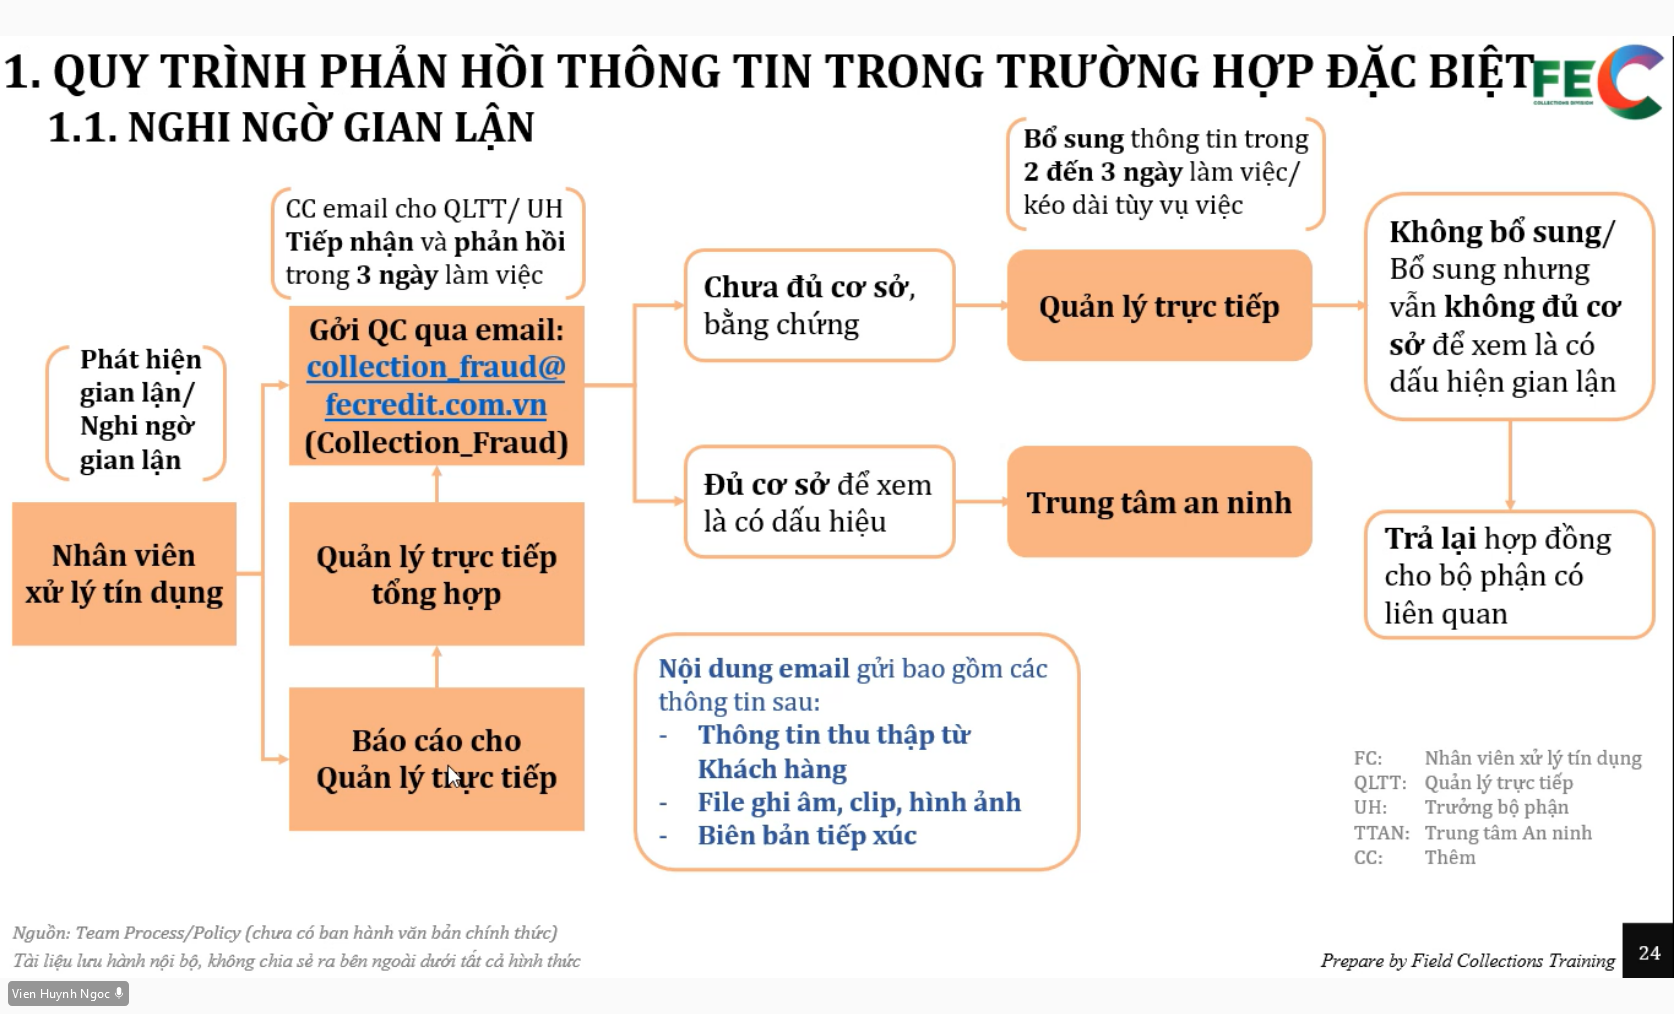 1. QUY TRÌNH PHẢN HỒI THÔNG TIN TRONG TRƯỜNG HỢP ĐẶC BIỆT
FEC
COLLECTIONS DIVISION
1.1. NGHI NGỜ GIAN LẬN
Phát hiện
gian lận/
Nghi ngờ
gian lận
Nhân viên
xử lý tín dụng
CC email cho QLTT/ UH
Tiếp nhận và phản hồi
trong 3 ngày làm việc
Gởi QC qua email:
collection_fraud@
fecredit.com.vn
(Collection_Fraud)
Quản lý trực tiếp
tổng hợp
Báo cáo cho
Quản lý trực tiếp
Chưa đủ cơ sở,
bằng chứng
Đủ cơ sở để xem
là có dấu hiệu
Bổ sung thông tin trong
2 đến 3 ngày làm việc/
kéo dài tùy vụ việc
Quản lý trực tiếp
Trung tâm an ninh
Không bổ sung/
Bổ sung nhưng
vẫn không đủ cơ
sở để xem là có
dấu hiện gian lận
Trả lại hợp đồng
cho bộ phận có
liên quan
Nội dung email gửi bao gồm các
thông tin sau:
- Thông tin thu thập từ
Khách hàng
- File ghi âm, clip, hình ảnh
- Biên bản tiếp xúc
FC: Nhân viên xử lý tín dụng
QLTT: Quản lý trực tiếp
UH: Trưởng bộ phận
TTAN: Trung tâm An ninh
CC: Thêm
Nguồn: Team Process/Policy (chưa có ban hành văn bản chính thức)
Tài liệu lưu hành nội bộ, không chia sẻ ra bên ngoài dưới tất cả hình thức
Prepare by Field Collections Training
24
Vien Huynh Ngoc